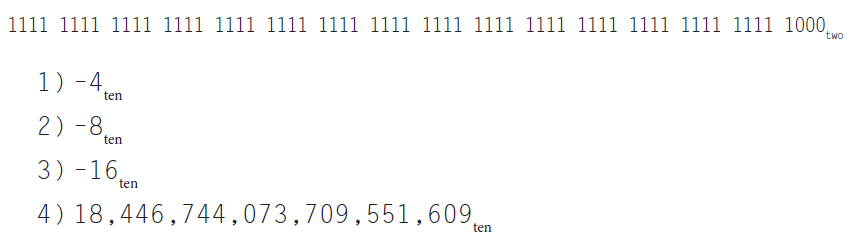 1111 1111 1111 1111 1111 1111 1111 1111 1111 1111 1111 1111 1111 1111 1111 1000two
1) -4ten
2) -8ten
3) -16ten
4) 18,446,744,073,709,551,609ten